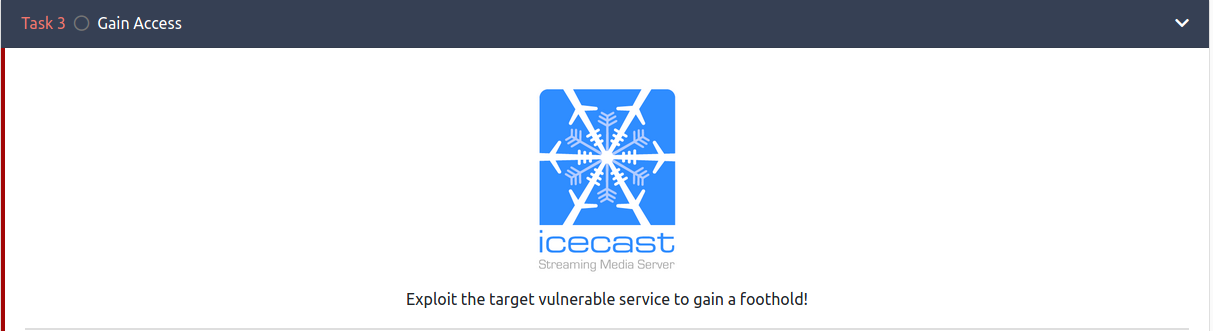 Task 3 Gain Access
icecast
Streaming Media Server
Exploit the target vulnerable service to gain a foothold!